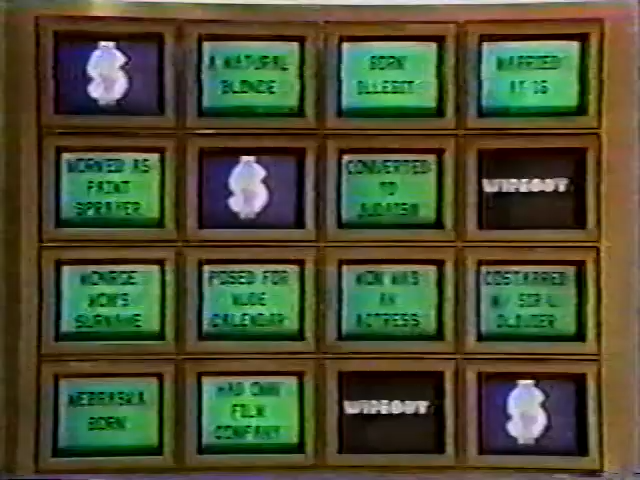 $
A NATURAL
BLONDE
BORN
ILLEGIT
MARRIED
AT 16
WORKED AS
PAINT
SPRAYER
$
CONVERTED
TO
JUDAISM
WIPEOUT
MONROE
MOM'S
SURNAME
POSED FOR
NUDE
CALENDAR
MOM WAS
AN
ACTRESS
COSTARRED
W/ SIR L.
OLIVIER
NEBRASKA
BORN
HAD OWN
FILM
COMPANY
WIPEOUT
$